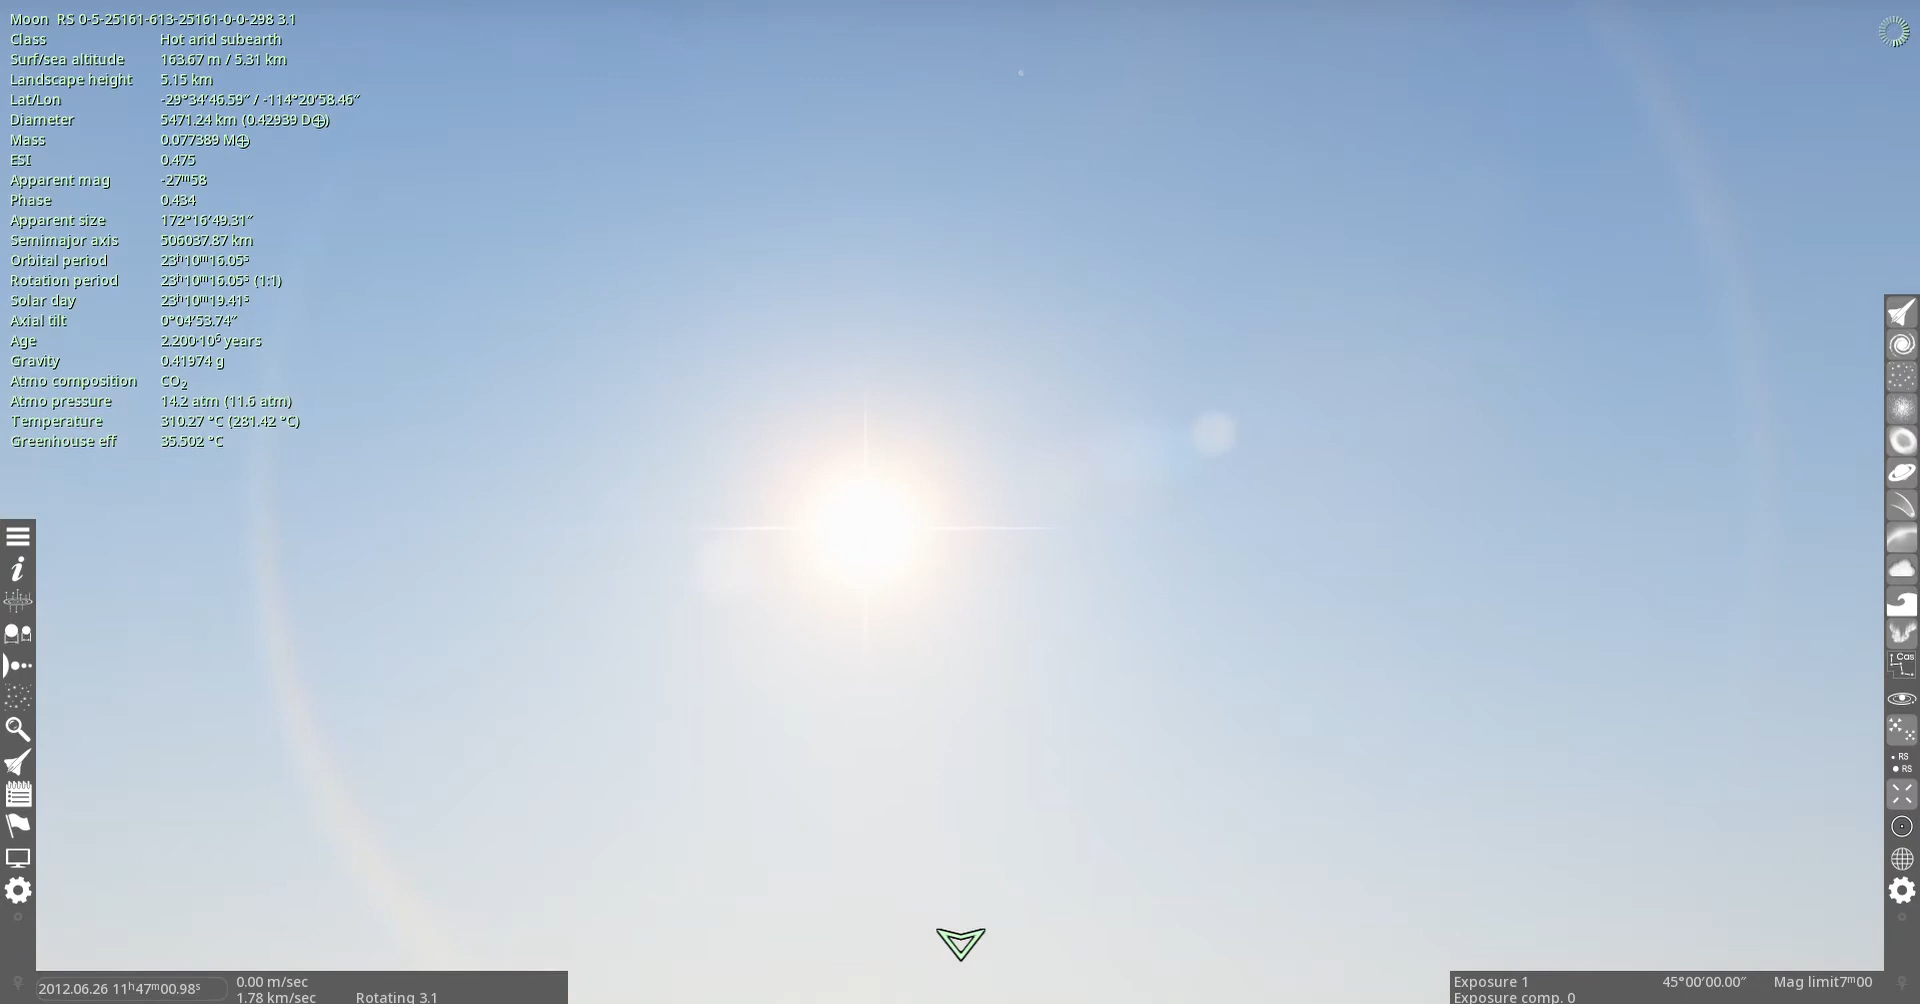 Moon RS 0-5-25161-613-25161-0-0-298 3.1
Class Hot arid subearth
Surf/sea altitude 163.67 m / 5.31 km
Landscape height 5.15 km
Lat/Lon -29°34′46.59″ / -114°20′58.46″
Diameter 5471.24 km (0.42939 D⊕)
Mass 0.077389 M⊕
ESI 0.475
Apparent mag -27ᵐ58
Phase 0.434
Apparent size 172°16′49.31″
Semimajor axis 506037.87 km
Orbital period 23ʰ10ᵐ16.05ˢ
Rotation period 23ʰ10ᵐ16.05ˢ (1:1)
Solar day 23ʰ10ᵐ19.41ˢ
Axial tilt 0°04′53.74″
Age 2.200·10⁶ years
Gravity 0.41974 g
Atmo composition CO₂
Atmo pressure 14.2 atm (11.6 atm)
Temperature 310.27 °C (281.42 °C)
Greenhouse eff 35.502 °C
Cas
RS
RS
2012.06.26 11ʰ47ᵐ00.98ˢ
0.00 m/sec
1.78 km/sec Rotating 3.1
Exposure 1 45°00′00.00″ Mag limit7ᵐ00
Exposure comp. 0